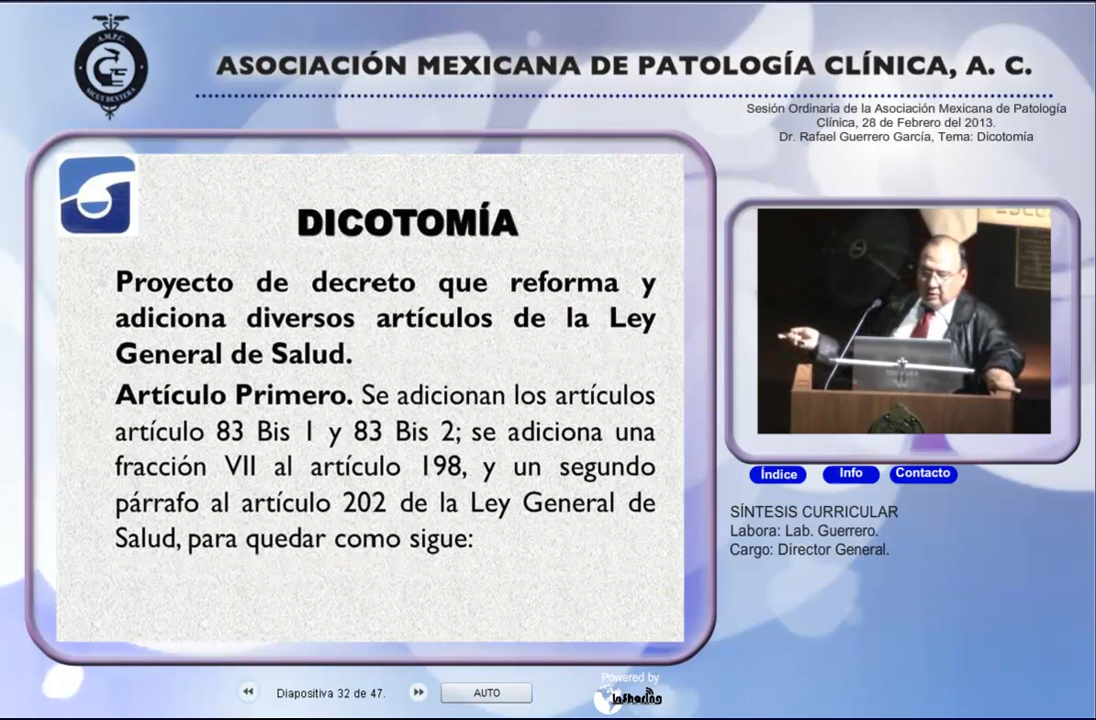 A.M.P.C.
SICUT DEXTERA
ASOCIACIÓN MEXICANA DE PATOLOGÍA CLÍNICA, A. C.
Sesión Ordinaria de la Asociación Mexicana de Patología
Clínica, 28 de Febrero del 2013.
Dr. Rafael Guerrero García, Tema: Dicotomía
DICOTOMÍA
Proyecto de decreto que reforma y
adiciona diversos artículos de la Ley
General de Salud.
Artículo Primero. Se adicionan los artículos
artículo 83 Bis 1 y 83 Bis 2; se adiciona una
fracción VII al artículo 198, y un segundo
párrafo al artículo 202 de la Ley General de
Salud, para quedar como sigue:
Índice
Info
Contacto
SÍNTESIS CURRICULAR
Labora: Lab. Guerrero.
Cargo: Director General.
Diapositiva 32 de 47.
AUTO
Powered by
InSharing